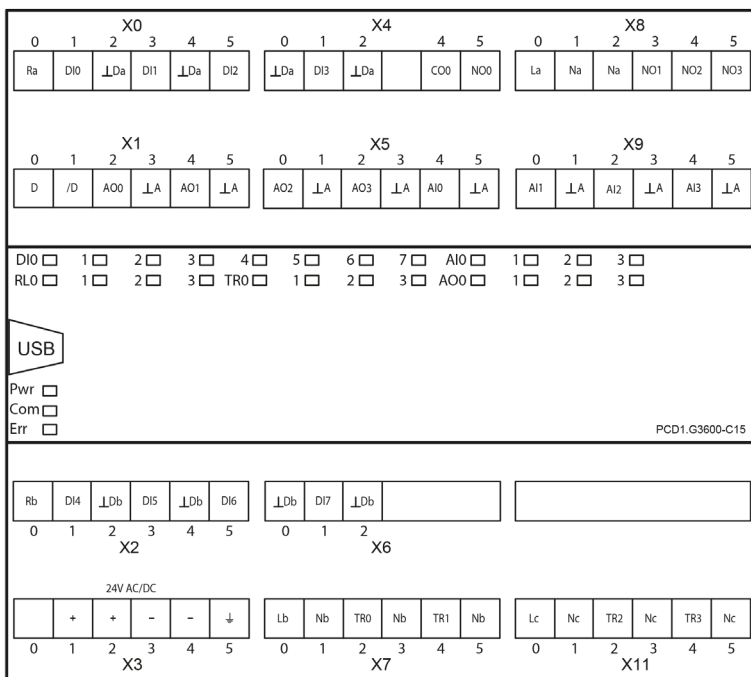 X0 X4 X8
0 1 2 3 4 5 0 1 2 4 5 0 1 2 3 4 5
Ra DI0 ⊥Da DI1 ⊥Da DI2 ⊥Da DI3 ⊥Da CO0 NO0 La Na Na NO1 NO2 NO3
X1 X5 X9
0 1 2 3 4 5 0 1 2 3 4 5 0 1 2 3 4 5
D /D AO0 ⊥A AO1 ⊥A AO2 ⊥A AO3 ⊥A AI0 ⊥A AI1 ⊥A AI2 ⊥A AI3 ⊥A
DI0 1 2 3 4 5 6 7 AI0 1 2 3
RL0 1 2 3 TR0 1 2 3 AO0 1 2 3
USB
Pwr
Com
Err PCD1.G3600-C15
Rb DI4 ⊥Db DI5 ⊥Db DI6 ⊥Db DI7 ⊥Db
0 1 2 3 4 5 0 1 2
X2 X6
24V AC/DC
+ + - - ⏚ Lb Nb TR0 Nb TR1 Nb Lc Nc TR2 Nc TR3 Nc
0 1 2 3 4 5 0 1 2 3 4 5 0 1 2 3 4 5
X3 X7 X11